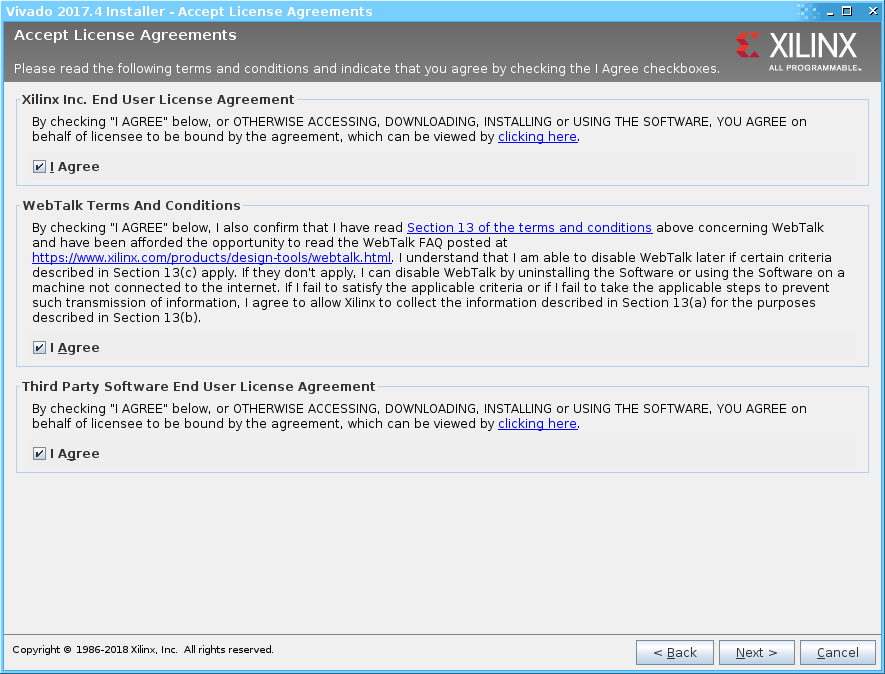 Vivado 2017.4 Installer - Accept License Agreements
Accept License Agreements
Please read the following terms and conditions and indicate that you agree by checking the I Agree checkboxes.
XILINX
ALL PROGRAMMABLE™
Xilinx Inc. End User License Agreement
By checking "I AGREE" below, or OTHERWISE ACCESSING, DOWNLOADING, INSTALLING or USING THE SOFTWARE, YOU AGREE on
behalf of licensee to be bound by the agreement, which can be viewed by clicking here.
I Agree
WebTalk Terms And Conditions
By checking "I AGREE" below, I also confirm that I have read Section 13 of the terms and conditions above concerning WebTalk
and have been afforded the opportunity to read the WebTalk FAQ posted at
https://www.xilinx.com/products/design-tools/webtalk.html. I understand that I am able to disable WebTalk later if certain criteria
described in Section 13(c) apply. If they don't apply, I can disable WebTalk by uninstalling the Software or using the Software on a
machine not connected to the internet. If I fail to satisfy the applicable criteria or if I fail to take the applicable steps to prevent
such transmission of information, I agree to allow Xilinx to collect the information described in Section 13(a) for the purposes
described in Section 13(b).
I Agree
Third Party Software End User License Agreement
By checking "I AGREE" below, or OTHERWISE ACCESSING, DOWNLOADING, INSTALLING or USING THE SOFTWARE, YOU AGREE on
behalf of licensee to be bound by the agreement, which can be viewed by clicking here.
I Agree
Copyright © 1986-2018 Xilinx, Inc. All rights reserved.
< Back
Next >
Cancel